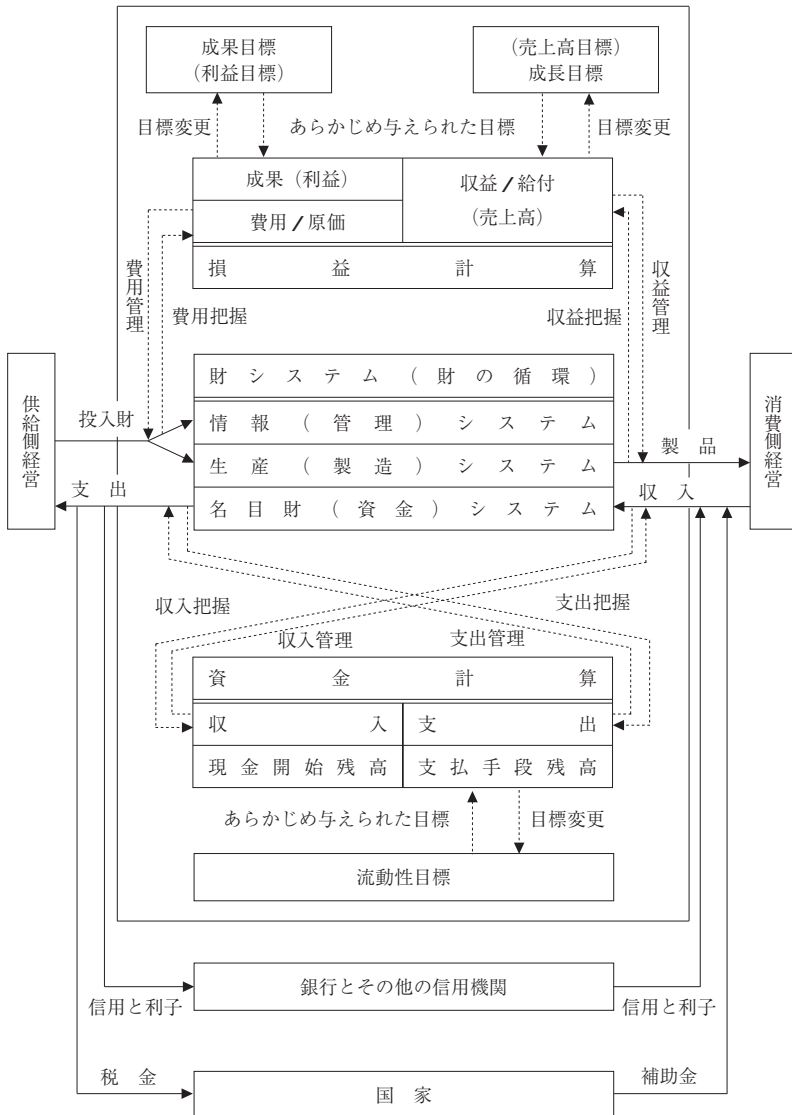 成果目標
(利益目標)
(売上高目標)
成長目標
目標変更
あらかじめ与えられた目標
目標変更
成果(利益)
収益/給付
(売上高)
費用/原価
損益計算
費用管理
費用把握
収益把握
収益管理
供給側経営
消費側経営
財システム(財の循環)
投入財
情報(管理)システム
生産(製造)システム
製品
支出
名目財(資金)システム
収入
収入把握
支出把握
収入管理
支出管理
資金計算
収入
支出
現金開始残高
支払手段残高
あらかじめ与えられた目標
目標変更
流動性目標
銀行とその他の信用機関
信用と利子
信用と利子
税金
補助金
国家